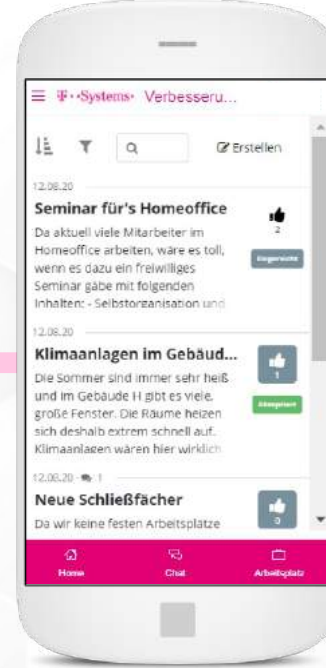 T··Systems· Verbesseru...
Erstellen
12.08.20
Seminar für's Homeoffice
Da aktuell viele Mitarbeiter im
Homeoffice arbeiten, wäre es toll,
wenn es dazu ein freiwilliges
Seminar gäbe mit folgenden
Inhalten: - Selbstorganisation und
2
Eingereicht
12.08.20
Klimaanlagen im Gebäud...
Die Sommer sind immer sehr heiß
und im Gebäude H gibt es viele,
große Fenster. Die Räume heizen
sich deshalb extrem schnell auf.
Klimaanlagen wären hier wirklich
1
Akzeptiert
12.08.20 · 1
Neue Schließfächer
Da wir keine festen Arbeitsplätze
0
Home
Chat
Arbeitsplatz